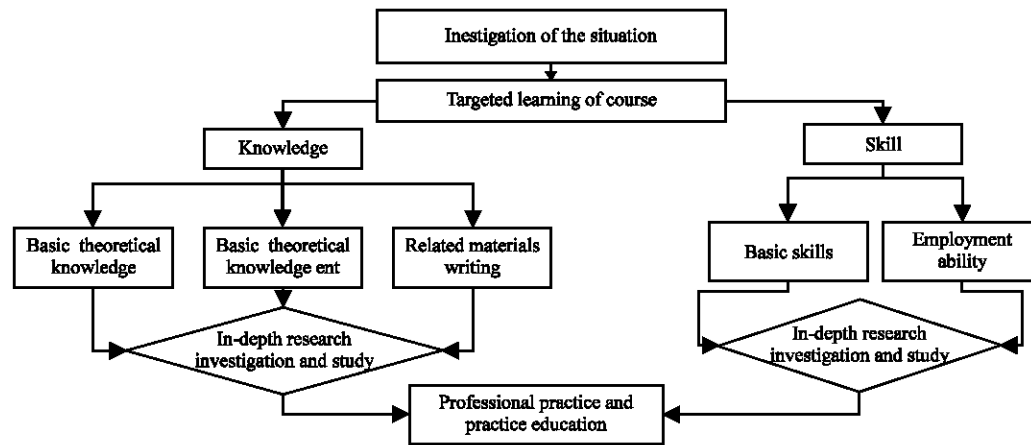 Inestigation of the situation
Targeted learning of course
Knowledge
Skill
Basic theoretical
knowledge
Basic theoretical
knowledge ent
Related materials
writing
Basic skills
Employment
ability
In-depth research
investigation and study
In-depth research
investigation and study
Professional practice and
practice education